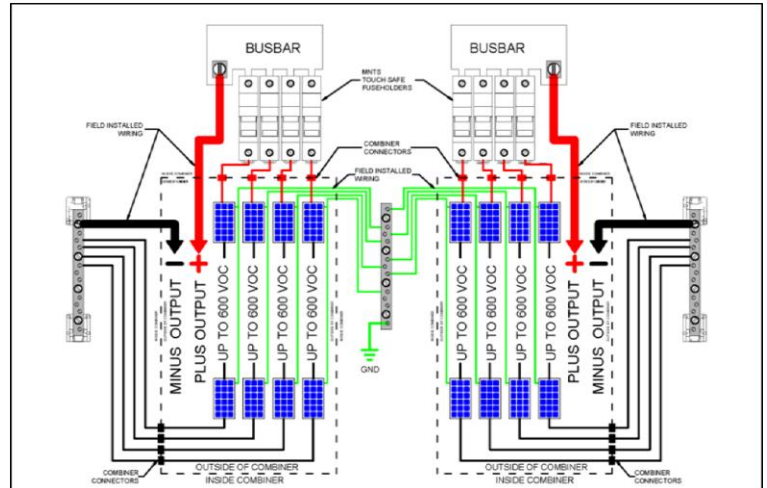 BUSBAR
BUSBAR
MNTS
TOUCH SAFE
FUSEHOLDERS
FIELD INSTALLED
WIRING
FIELD INSTALLED
WIRING
COMBINER
CONNECTORS
FIELD INSTALLED
WIRING
MINUS OUTPUT
PLUS OUTPUT
UP TO 600 VOC
UP TO 600 VOC
UP TO 600 VOC
UP TO 600 VOC
- +
GND
UP TO 600 VOC
UP TO 600 VOC
UP TO 600 VOC
UP TO 600 VOC
PLUS OUTPUT
MINUS OUTPUT
+ -
COMBINER
CONNECTORS
OUTSIDE OF COMBINER
INSIDE COMBINER
OUTSIDE OF COMBINER
INSIDE COMBINER
COMBINER
CONNECTORS